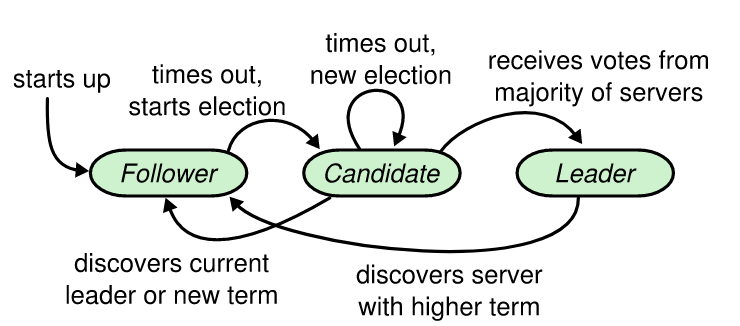 starts up
times out,
starts election
times out,
new election
receives votes from
majority of servers
Follower
Candidate
Leader
discovers current
leader or new term
discovers server
with higher term